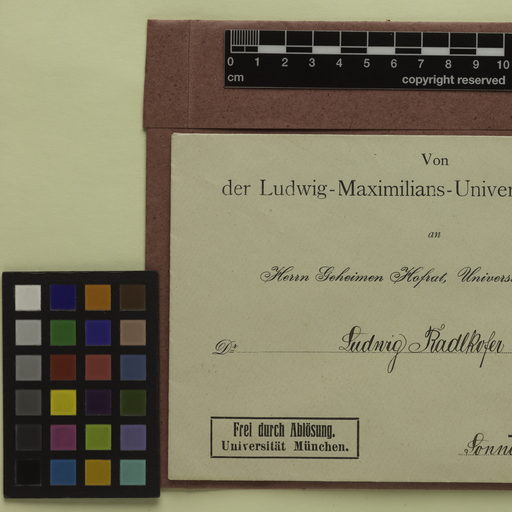 0 1 2 3 4 5 6 7 8 9 10
cm
copyright reserved
Von
der Ludwig-Maximilians-Univer
an
Herrn Geheimen Hofrat, Univers
Dr. Ludwig Radlkofer
Frei durch Ablösung.
Universität München.